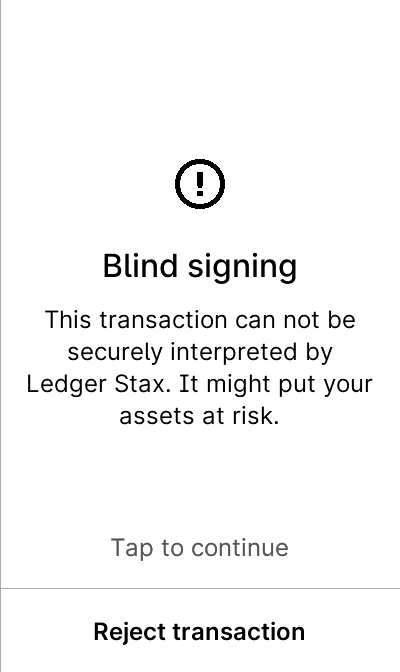 Blind signing
This transaction can not be
securely interpreted by
Ledger Stax. It might put your
assets at risk.
Tap to continue
Reject transaction